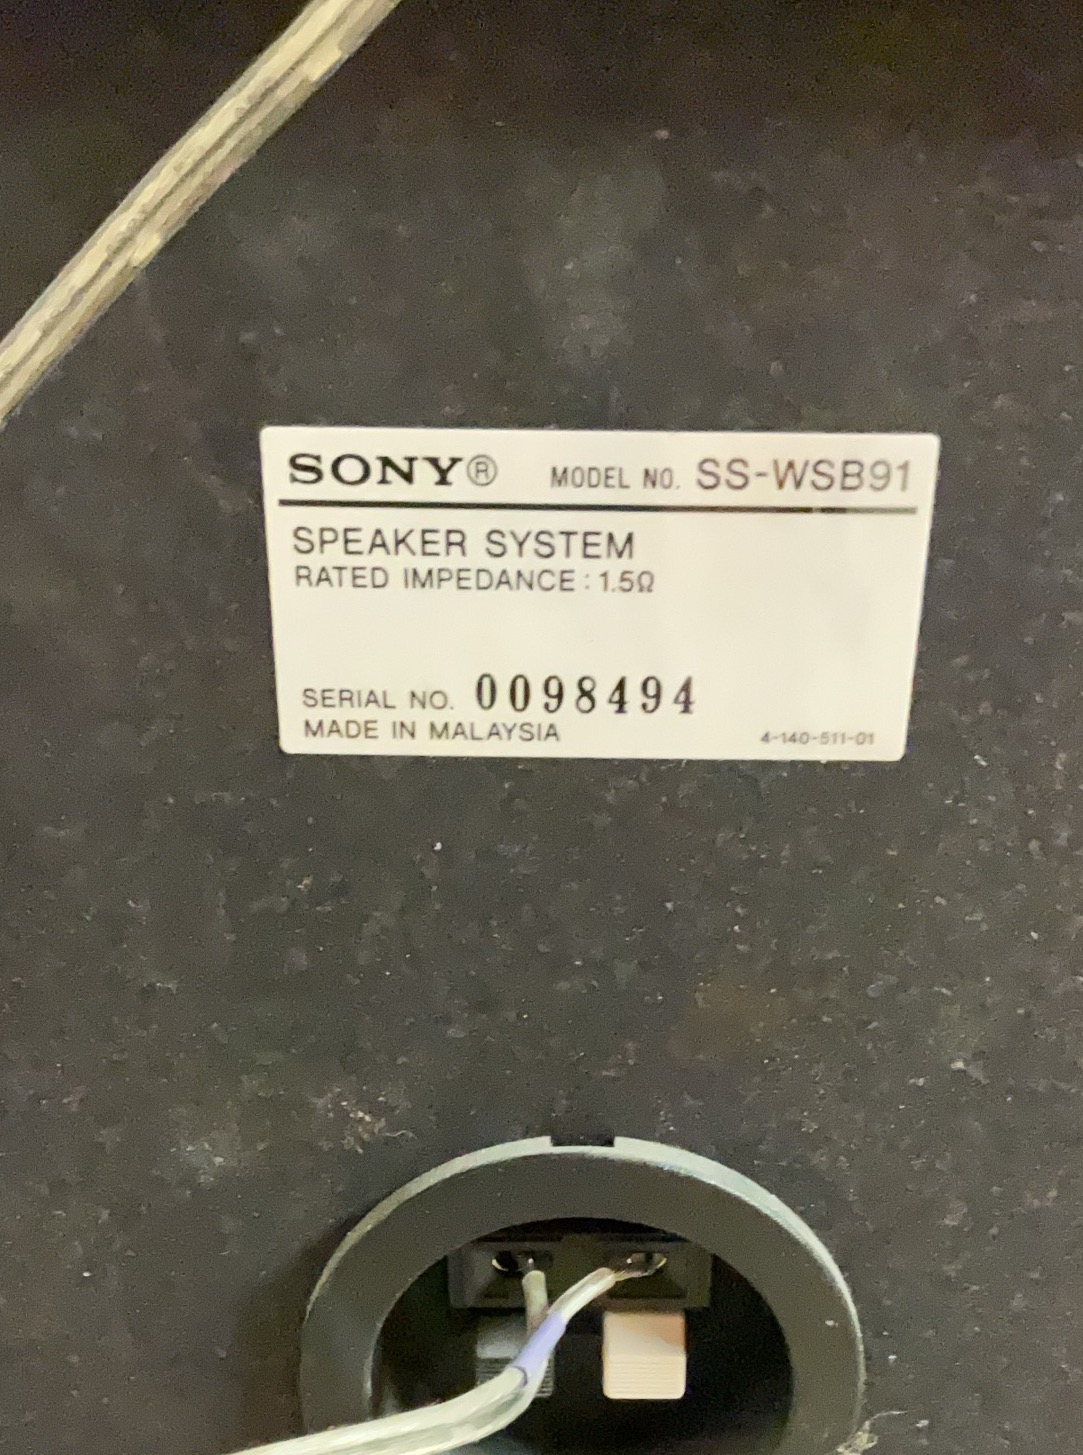 SONY® MODEL NO. SS-WSB91
SPEAKER SYSTEM
RATED IMPEDANCE : 1.5Ω
SERIAL NO. 0098494
MADE IN MALAYSIA 4-140-511-01